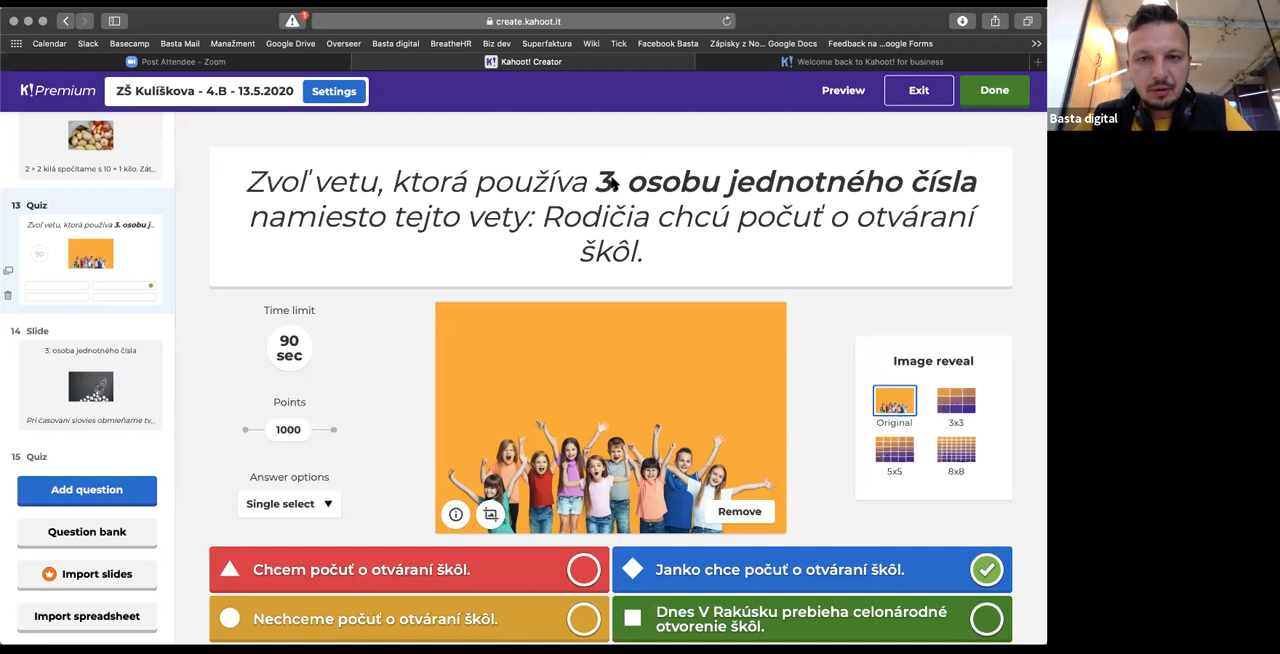 create.kahoot.it
1
Calendar Slack Basecamp Basta Mail Manažment Google Drive Overseer Basta digital BreatheHR Biz dev Superfaktura Wiki Tick Facebook Basta Zápisky z No... Google Docs Feedback na ...oogle Forms
Post Attendee - Zoom
K! Kahoot! Creator
K! Welcome back to Kahoot! for business
K!Premium
ZŠ Kulíškova - 4.B - 13.5.2020
Settings
Preview
Exit
Done
Basta digital
2 × 2 kilá spočítame s 10 + 1 kilo. Zát...
13 Quiz
Zvoľ vetu, ktorá používa 3. osobu j...
90
14 Slide
3. osoba jednotného čísla
Pri časovaní slovies obmieňame tv...
15 Quiz
Add question
Question bank
Import slides
Import spreadsheet
Zvoľ vetu, ktorá používa 3. osobu jednotného čísla
namiesto tejto vety: Rodičia chcú počuť o otváraní
škôl.
Time limit
90
sec
Points
1000
Answer options
Single select
Remove
Image reveal
Original
3x3
5x5
8x8
Chcem počuť o otváraní škôl.
Janko chce počuť o otváraní škôl.
Nechceme počuť o otváraní škôl.
Dnes V Rakúsku prebieha celonárodné
otvorenie škôl.